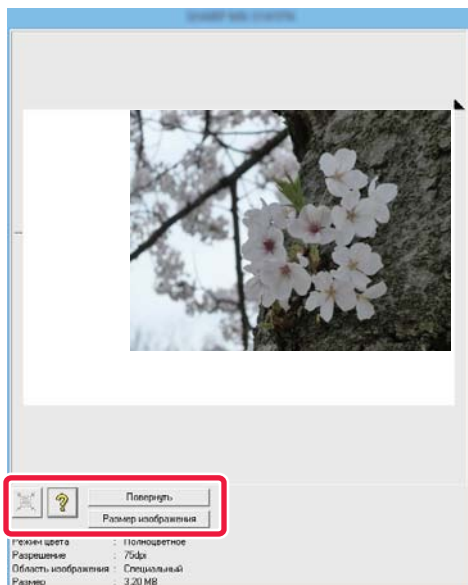 ?
Повернуть
Размер изображения
Режим цвета : Полноцветное
Разрешение : 75dpi
Область изображения : Специальный
Размер : 3.20 MB